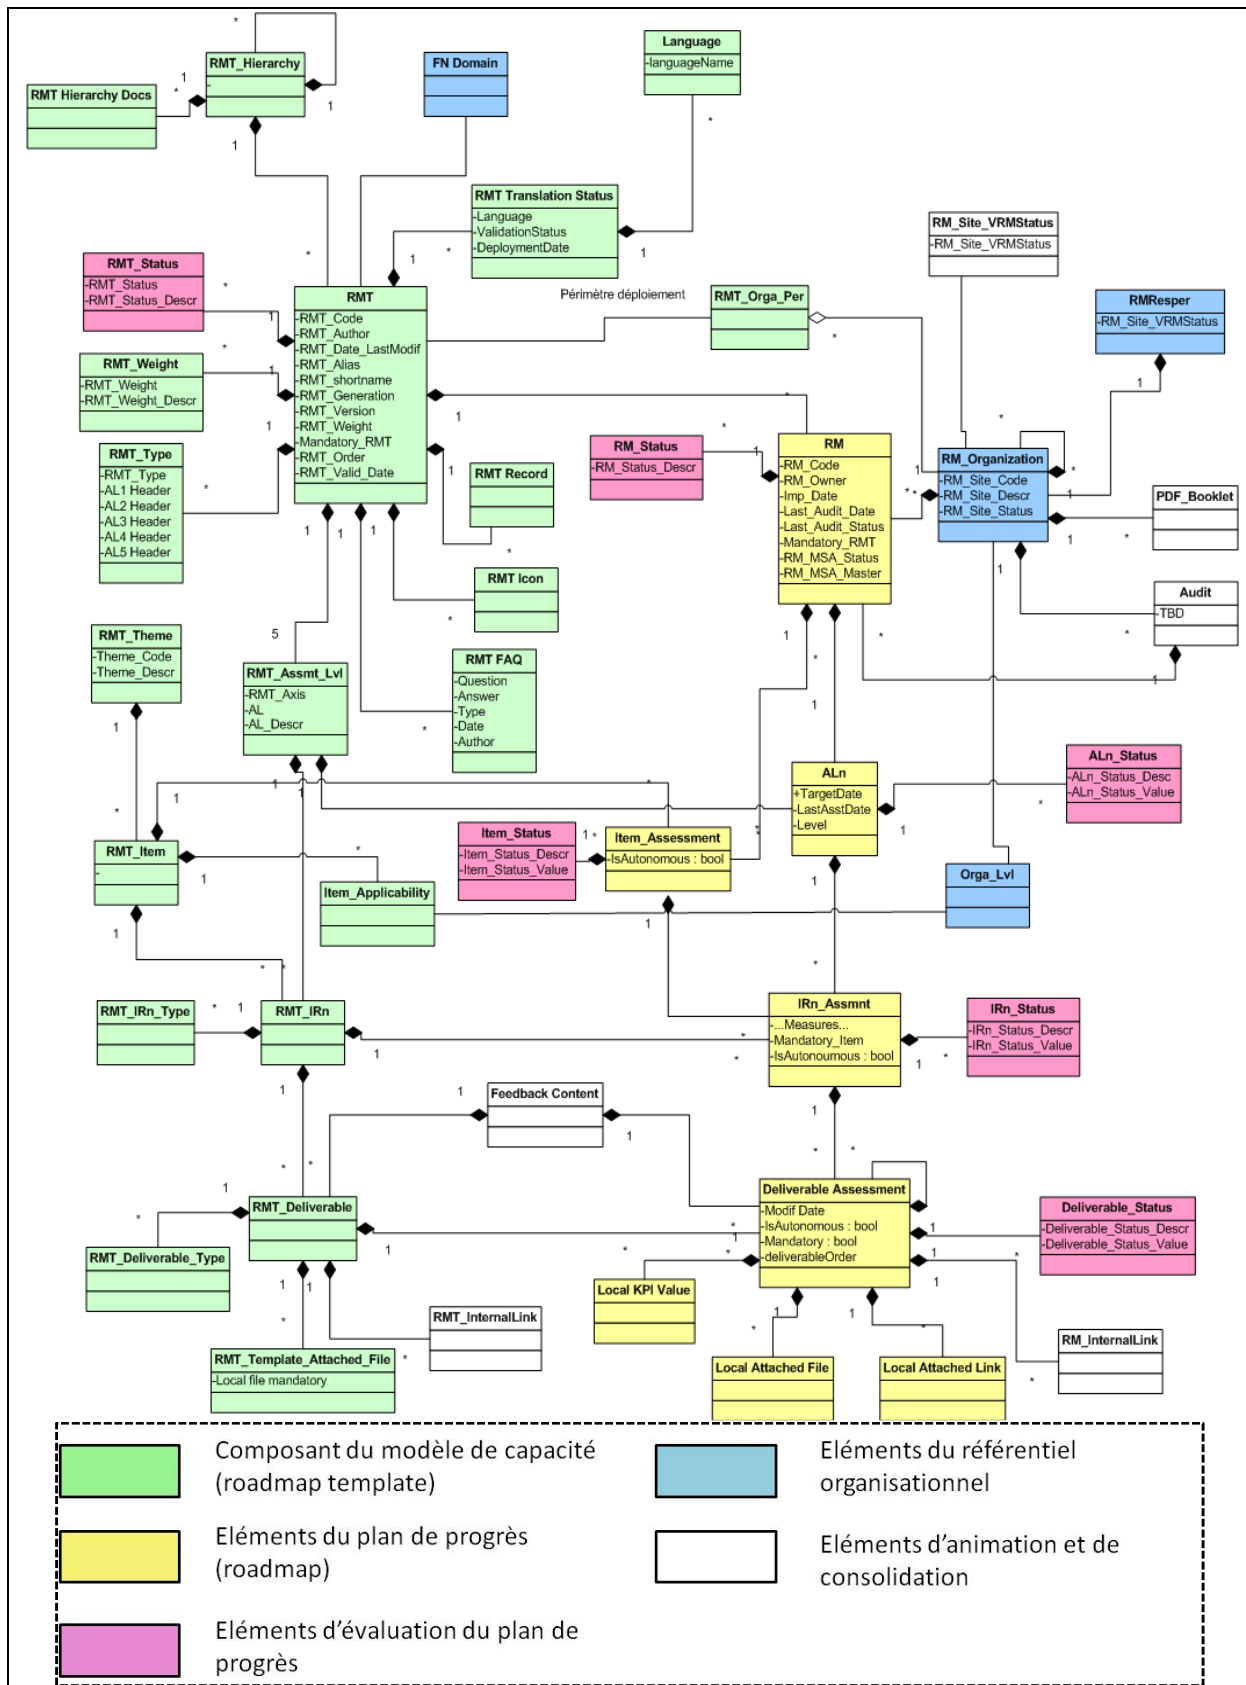 RMT_Hierarchy
-
RMT Hierarchy Docs
FN Domain
Language
-languageName
RMT Translation Status
-Language
-ValidationStatus
-DeploymentDate
RM_Site_VRMStatus
-RM_Site_VRMStatus
RMT_Status
-RMT_Status
-RMT_Status_Descr
RMT
-RMT_Code
-RMT_Author
-RMT_Date_LastModif
-RMT_Alias
-RMT_shortname
-RMT_Generation
-RMT_Version
-RMT_Weight
-Mandatory_RMT
-RMT_Order
-RMT_Valid_Date
Périmètre déploiement
RMT_Orga_Per
RMResper
-RM_Site_VRMStatus
RMT_Weight
-RMT_Weight
-RMT_Weight_Descr
RMT_Type
-RMT_Type
-AL1 Header
-AL2 Header
-AL3 Header
-AL4 Header
-AL5 Header
RM_Status
-RM_Status_Descr
RM
-RM_Code
-RM_Owner
-Imp_Date
-Last_Audit_Date
-Last_Audit_Status
-Mandatory_RMT
-RM_MSA_Status
-RM_MSA_Master
RM_Organization
-RM_Site_Code
-RM_Site_Descr
-RM_Site_Status
PDF_Booklet
RMT Record
RMT Icon
Audit
-TBD
RMT_Theme
-Theme_Code
-Theme_Descr
5
RMT_Assmt_Lvl
-RMT_Axis
-AL
-AL_Descr
RMT FAQ
-Question
-Answer
-Type
-Date
-Author
ALn
+TargetDate
-LastAsstDate
-Level
ALn_Status
-ALn_Status_Desc
-ALn_Status_Value
RMT_Item
-
Item_Status
-Item_Status_Descr
-Item_Status_Value
Item_Assessment
-IsAutonomous : bool
Item_Applicability
Orga_Lvl
RMT_IRn_Type
RMT_IRn
IRn_Assmnt
-...Measures...
-Mandatory_Item
-IsAutonoumous : bool
IRn_Status
-IRn_Status_Descr
-IRn_Status_Value
Feedback Content
RMT_Deliverable
RMT_Deliverable_Type
Deliverable Assessment
-Modif Date
-IsAutonomous : bool
-Mandatory : bool
-deliverableOrder
Deliverable_Status
-Deliverable_Status_Descr
-Deliverable_Status_Value
Local KPI Value
RMT_InternalLink
RM_InternalLink
RMT_Template_Attached_File
-Local file mandatory
Local Attached File
Local Attached Link
Composant du modèle de capacité
(roadmap template)
Eléments du référentiel
organisationnel
Eléments du plan de progrès
(roadmap)
Eléments d'animation et de
consolidation
Eléments d'évaluation du plan de
progrès